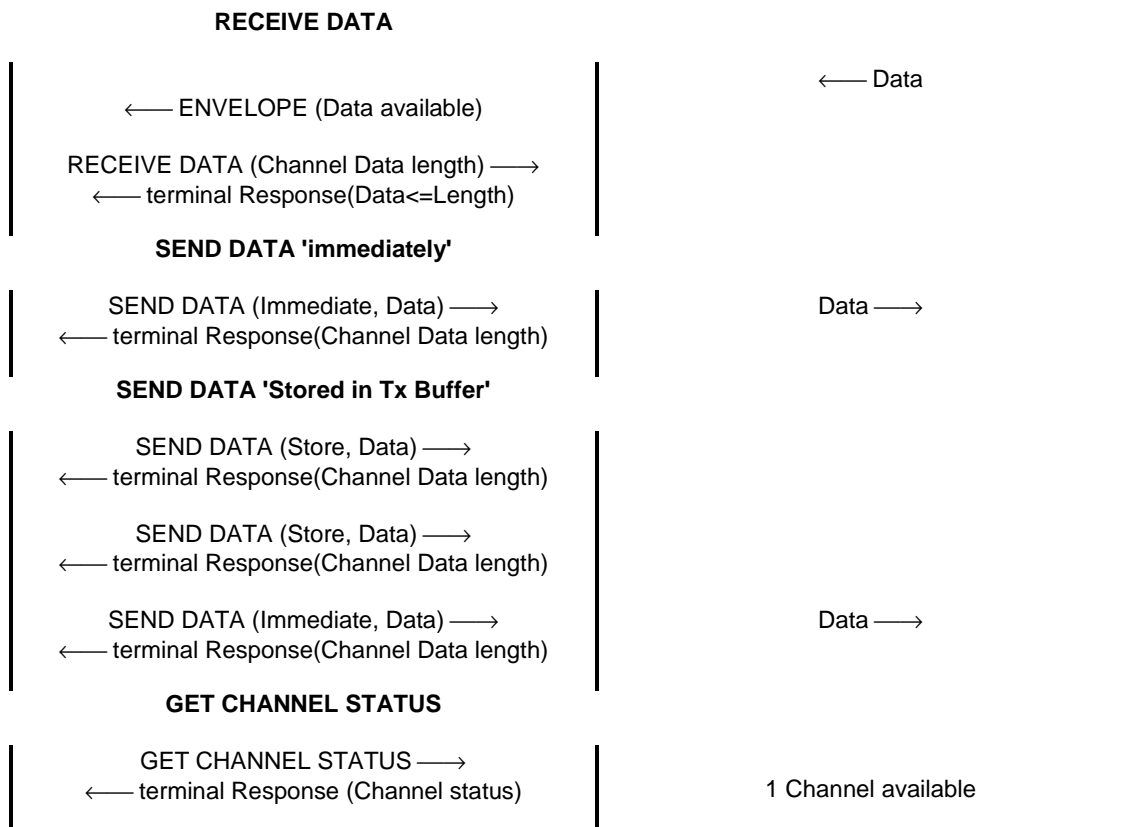 RECEIVE DATA
← Data
← ENVELOPE (Data available)
RECEIVE DATA (Channel Data length) →
← terminal Response(Data<=Length)
SEND DATA 'immediately'
SEND DATA (Immediate, Data) → Data →
← terminal Response(Channel Data length)
SEND DATA 'Stored in Tx Buffer'
SEND DATA (Store, Data) →
← terminal Response(Channel Data length)
SEND DATA (Store, Data) →
← terminal Response(Channel Data length)
SEND DATA (Immediate, Data) → Data →
← terminal Response(Channel Data length)
GET CHANNEL STATUS
GET CHANNEL STATUS →
← terminal Response (Channel status) 1 Channel available